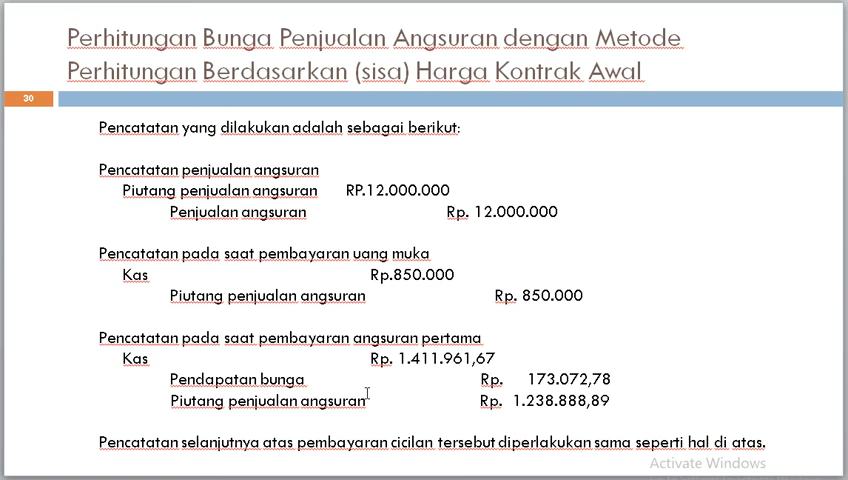 Perhitungan Bunga Penjualan Angsuran dengan Metode
Perhitungan Berdasarkan (sisa) Harga Kontrak Awal
30
Pencatatan yang dilakukan adalah sebagai berikut:
Pencatatan penjualan angsuran
Piutang penjualan angsuran RP.12.000.000
Penjualan angsuran Rp. 12.000.000
Pencatatan pada saat pembayaran uang muka
Kas Rp.850.000
Piutang penjualan angsuran Rp. 850.000
Pencatatan pada saat pembayaran angsuran pertama
Kas Rp. 1.411.961,67
Pendapatan bunga Rp. 173.072,78
Piutang penjualan angsuran Rp. 1.238.888,89
Pencatatan selanjutnya atas pembayaran cicilan tersebut diperlakukan sama seperti hal di atas.
Activate Windows